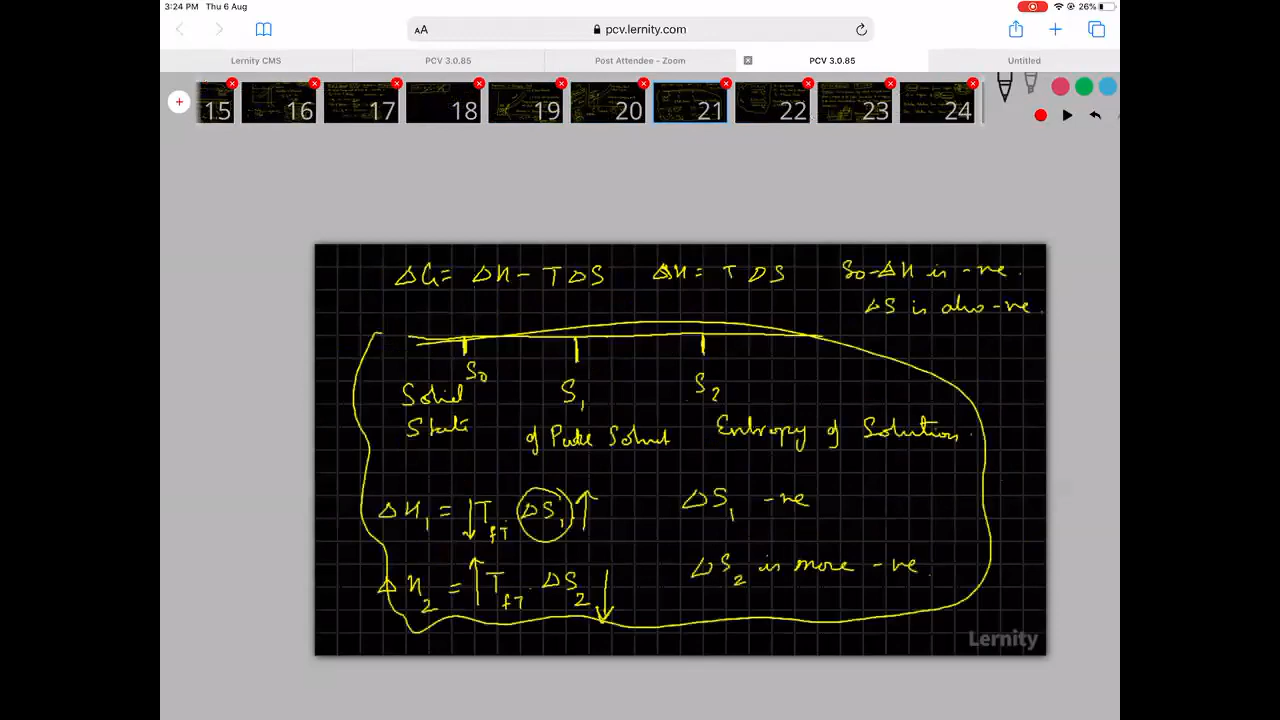 3:24 PM Thu 6 Aug
26%
AA pcv.lernity.com
Lernity CMS PCV 3.0.85 Post Attendee - Zoom PCV 3.0.85 Untitled
15 16 17 18 19 20 21 22 23 24
ΔG = ΔH - TΔS ΔH = TΔS So - ΔH is -ve.
ΔS is also -ve.
S0 S1 S2
Solid State of Pure Solvent Entropy of Solution.
ΔH1 = ↓TfT ΔS1 ↑ ΔS1 -ve
ΔH2 = ↑TfT . ΔS2 ↓ ΔS2 is more -ve.
Lernity